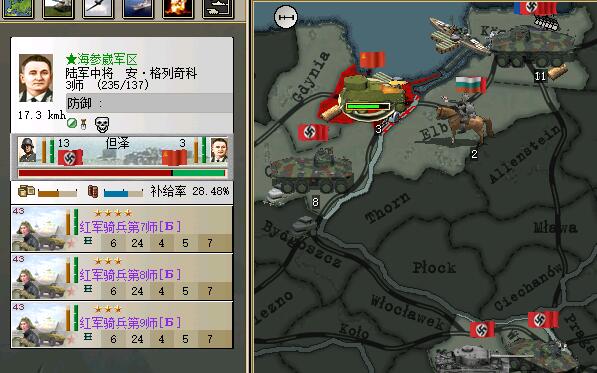 ★海参崴军区
陆军中将 安·格列奇科
3师 (235/137)
防御 :
17.3 kmh
13 但泽 3
补给率 28.48%
43
红军骑兵第7师[Б]
6 24 4 5 7
43
红军骑兵第8师[Б]
6 24 4 5 7
43
红军骑兵第9师[Б]
6 24 4 5 7
11
Gdynia
3
Elb
2
Allenstein
8
Thorn
Bydgoszcz
Mława
Płock
Ciechanów
Włocławek
Koło